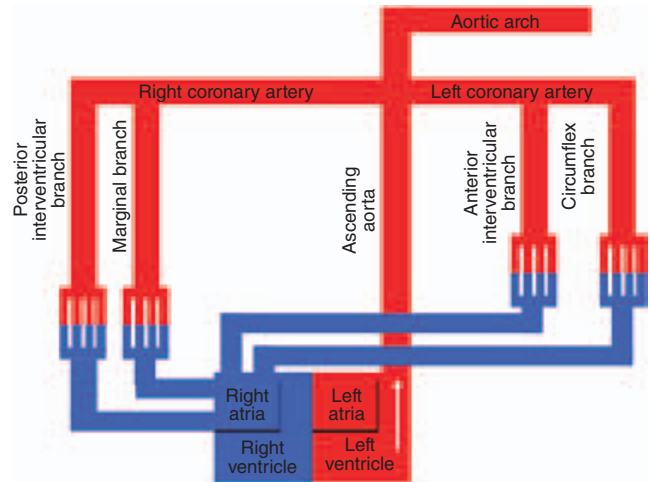 Aortic arch
Right coronary artery
Left coronary artery
Posterior
interventricular
branch
Marginal branch
Ascending
aorta
Anterior
interventricular
branch
Circumflex
branch
Right
atria
Left
atria
Right
ventricle
Left
ventricle